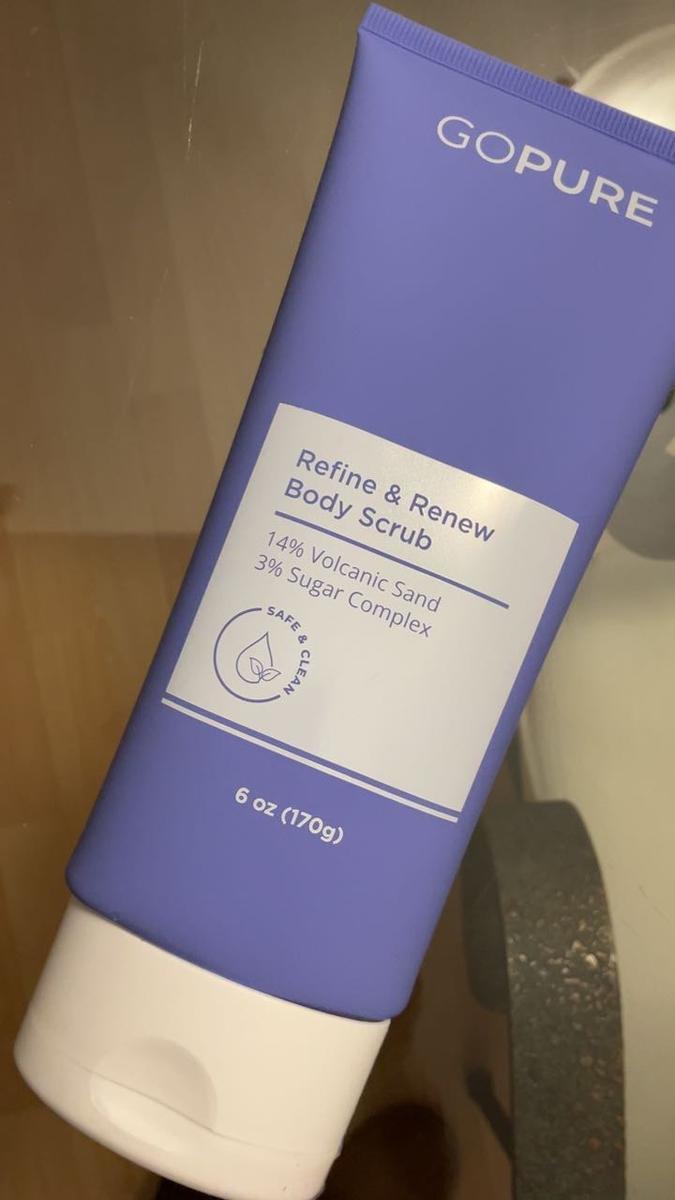 GOPURE
Refine & Renew
Body Scrub
14% Volcanic Sand
3% Sugar Complex
SAFE & CLEAN
6 oz (170g)